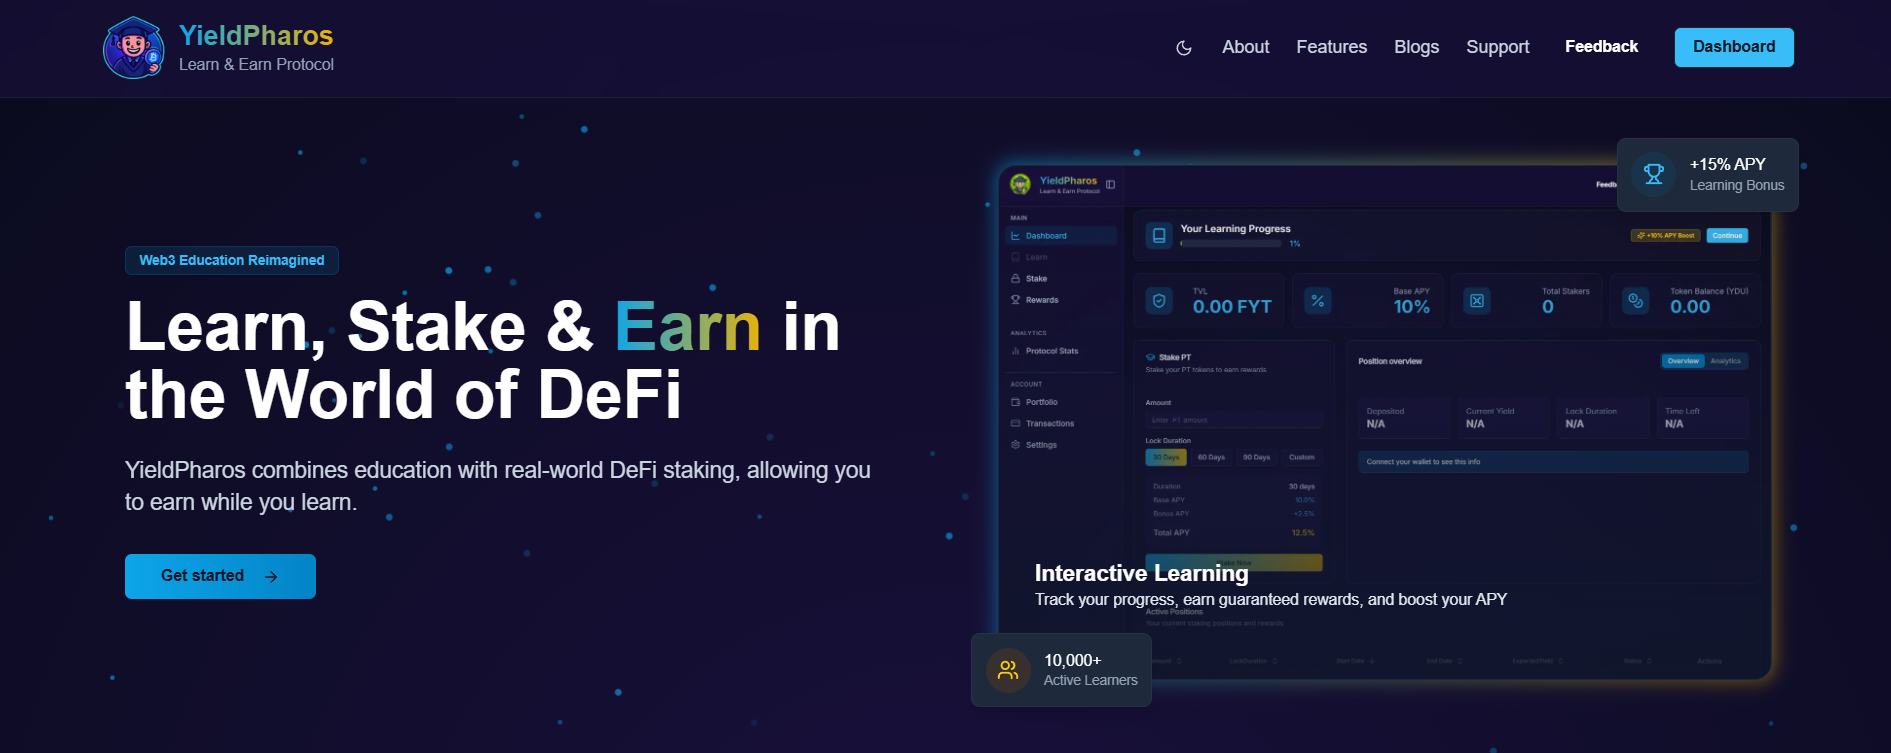 YieldPharos
Learn & Earn Protocol
About
Features
Blogs
Support
Feedback
Dashboard
Web3 Education Reimagined
Learn, Stake & Earn in
the World of DeFi
YieldPharos combines education with real-world DeFi staking, allowing you
to earn while you learn.
Get started
+15% APY
Learning Bonus
YieldPharos
Learn & Earn Protocol
MAIN
Dashboard
Learn
Stake
Rewards
ANALYTICS
Protocol Stats
ACCOUNT
Portfolio
Transactions
Settings
Your Learning Progress
1%
+10% APY Boost
Continue
TVL
0.00 FYT
Base APY
10%
Total Stakers
0
Token Balance (YDU)
0.00
Stake PT
Stake your PT tokens to earn rewards
Amount
Enter PT amount
Lock Duration
30 Days
60 Days
90 Days
Custom
Duration
30 days
Base APY
10.0%
Bonus APY
+2.5%
Total APY
12.5%
Position overview
Overview
Analytics
Deposited
N/A
Current Yield
N/A
Lock Duration
N/A
Time Left
N/A
Connect your wallet to see this info
Interactive Learning
Track your progress, earn guaranteed rewards, and boost your APY
Active Positions
Your current staking positions and rewards
LockDuration
Start Date
End Date
Status
Actions
10,000+
Active Learners